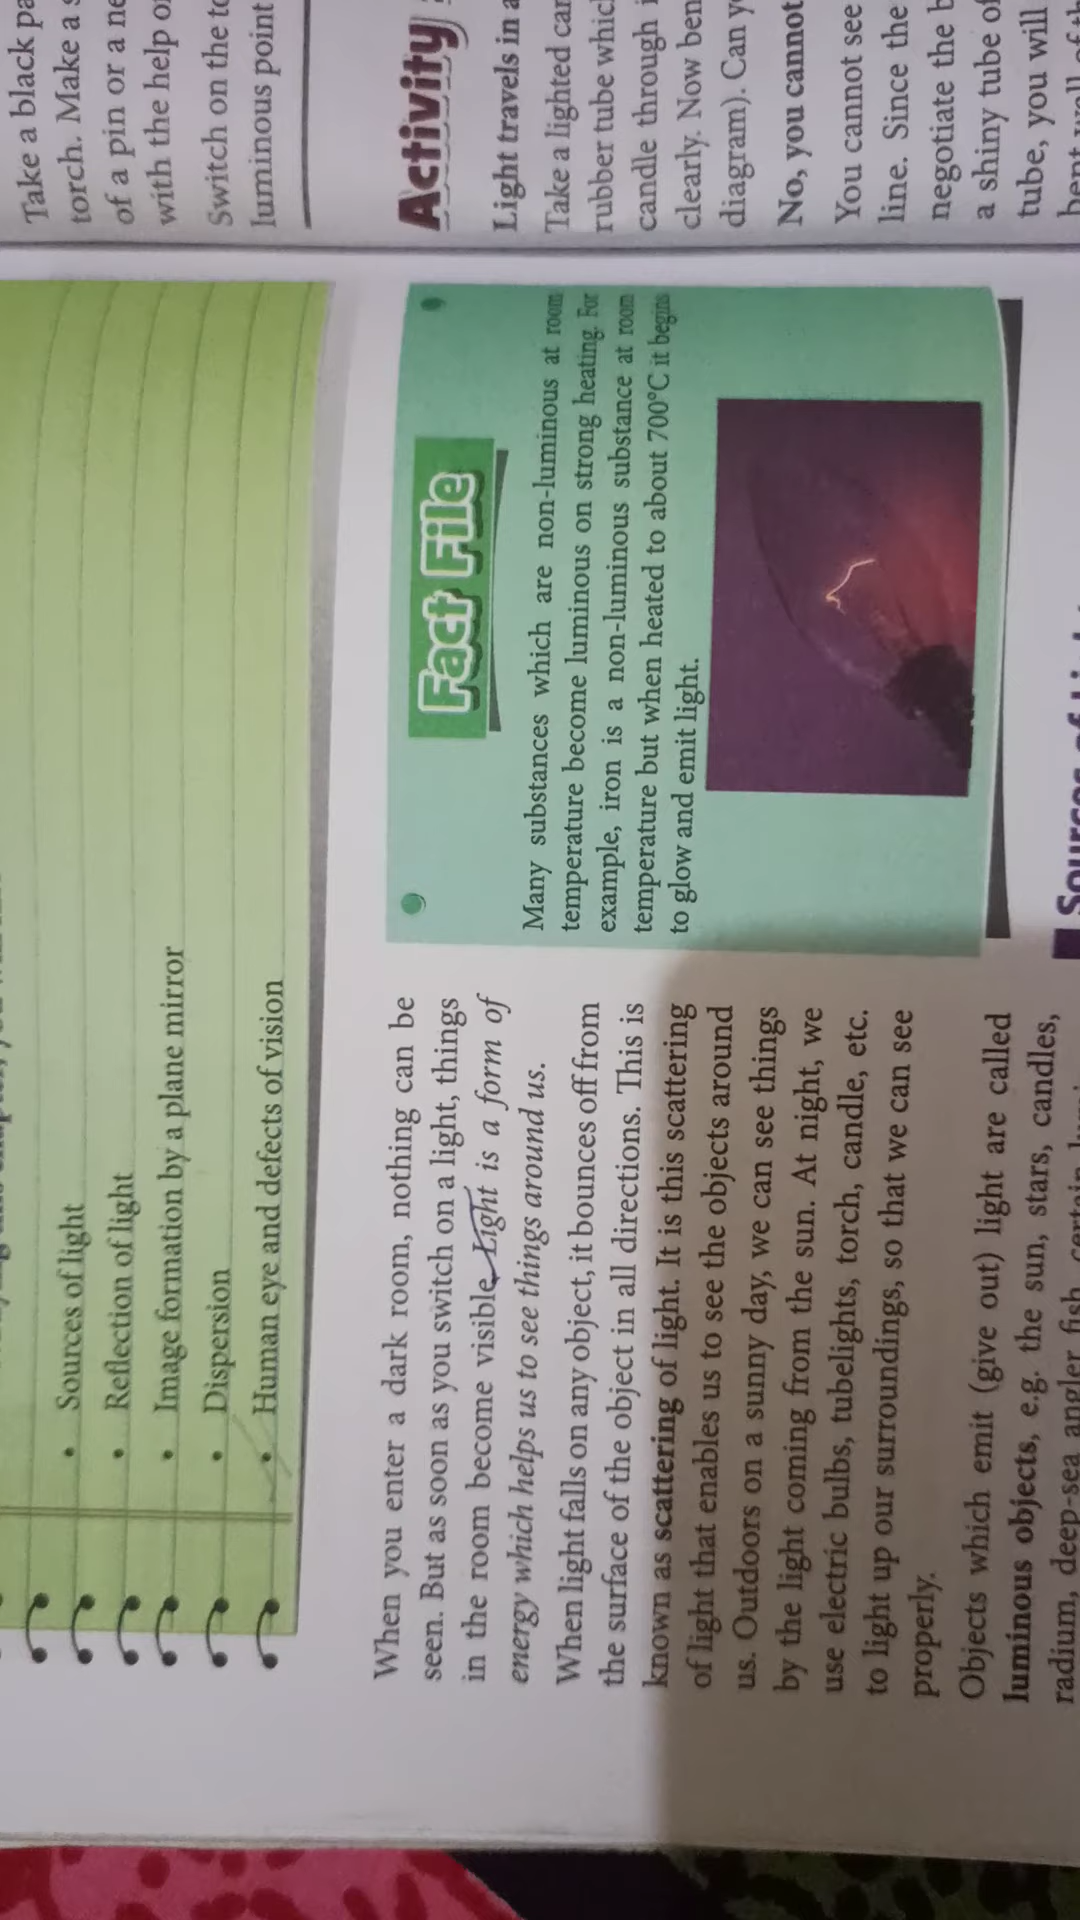 • Sources of light
• Reflection of light
• Image formation by a plane mirror
• Dispersion
• Human eye and defects of vision
When you enter a dark room, nothing can be
seen. But as soon as you switch on a light, things
in the room become visible. Light is a form of
energy which helps us to see things around us.
When light falls on any object, it bounces off from
the surface of the object in all directions. This is
known as scattering of light. It is this scattering
of light that enables us to see the objects around
us. Outdoors on a sunny day, we can see things
by the light coming from the sun. At night, we
use electric bulbs, tubelights, torch, candle, etc.
to light up our surroundings, so that we can see
properly.
Objects which emit (give out) light are called
luminous objects, e.g. the sun, stars, candles,
radium, deep-sea angler fish, certain
Fact File
Many substances which are non-luminous at room
temperature become luminous on strong heating. For
example, iron is a non-luminous substance at room
temperature but when heated to about 700°C it begins
to glow and emit light.
Sources of Light
Take a black
torch. Make a
of a pin or a
with the help
Switch on the
luminous point
Activity
Light travels in a
Take a lighted
rubber tube
candle through
clearly. Now
diagram). Can
No, you cannot
You cannot see
line. Since the
negotiate the
a shiny tube
tube, you will
bent